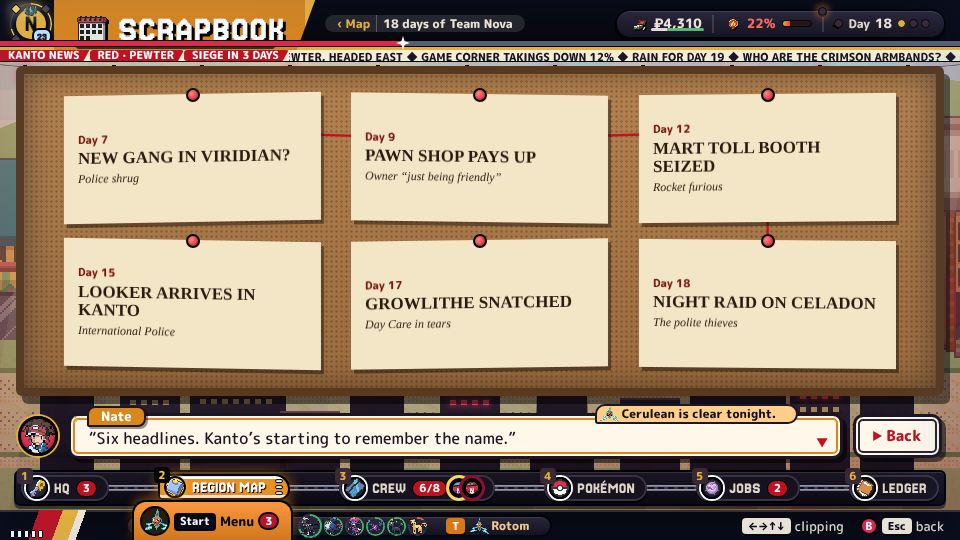 SCRAPBOOK
‹ Map
18 days of Team Nova
₽4,310
22%
Day 18
KANTO NEWS
RED · PEWTER
SIEGE IN 3 DAYS
HEADED EAST ◆ GAME CORNER TAKINGS DOWN 12% ◆ RAIN FOR DAY 19 ◆ WHO ARE THE CRIMSON ARMBANDS? ◆
Day 7
NEW GANG IN VIRIDIAN?
Police shrug
Day 9
PAWN SHOP PAYS UP
Owner “just being friendly”
Day 12
MART TOLL BOOTH
SEIZED
Rocket furious
Day 15
LOOKER ARRIVES IN
KANTO
International Police
Day 17
GROWLITHE SNATCHED
Day Care in tears
Day 18
NIGHT RAID ON CELADON
The polite thieves
Nate
Cerulean is clear tonight.
“Six headlines. Kanto’s starting to remember the name.”
Back
1 HQ 3
2 REGION MAP
3 CREW 6/8
4 POKÉMON
5 JOBS 2
6 LEDGER
Start Menu 3
T Rotom
←→↑↓ clipping
B Esc back